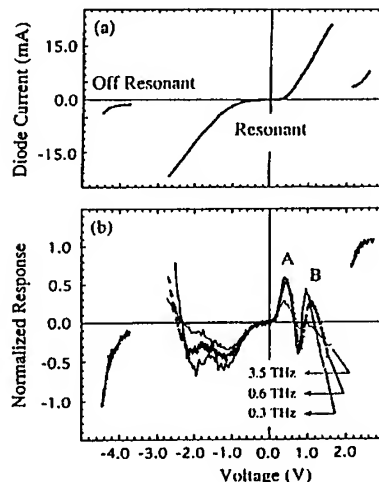 (a)
15.0
0.0
-15.0
Diode Current (mA)
Off Resonant
Resonant
(b)
1.0
0.5
0.0
-0.5
-1.0
Normalized Response
A
B
3.5 THz
0.6 THz
0.3 THz
-4.0 -3.0 -2.0 -1.0 0.0 1.0 2.0
Voltage (V)